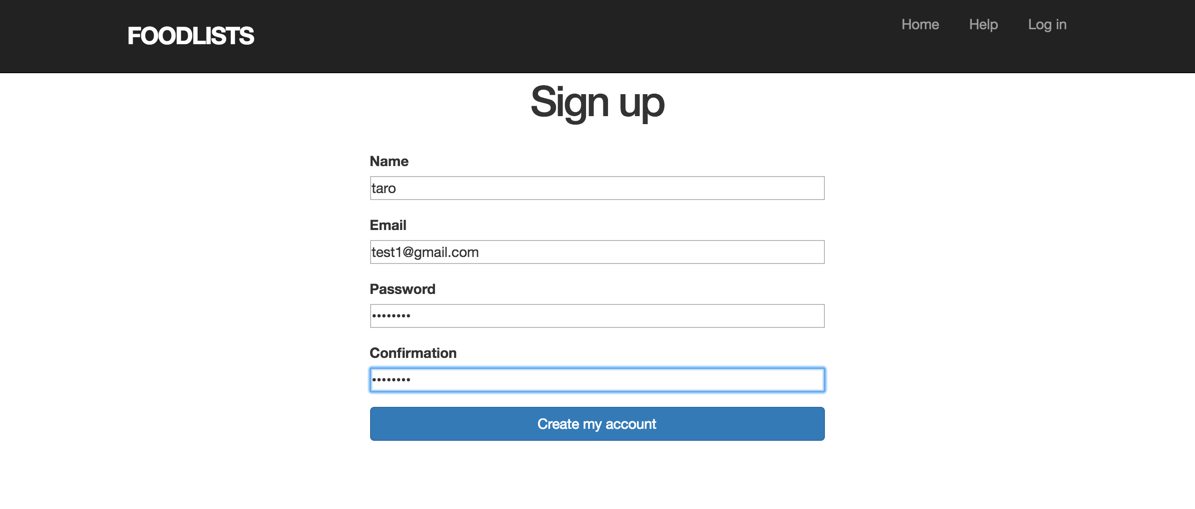 FOODLISTS
Home Help Log in
Sign up
Name
taro
Email
test1@gmail.com
Password
••••••••
Confirmation
••••••••
Create my account